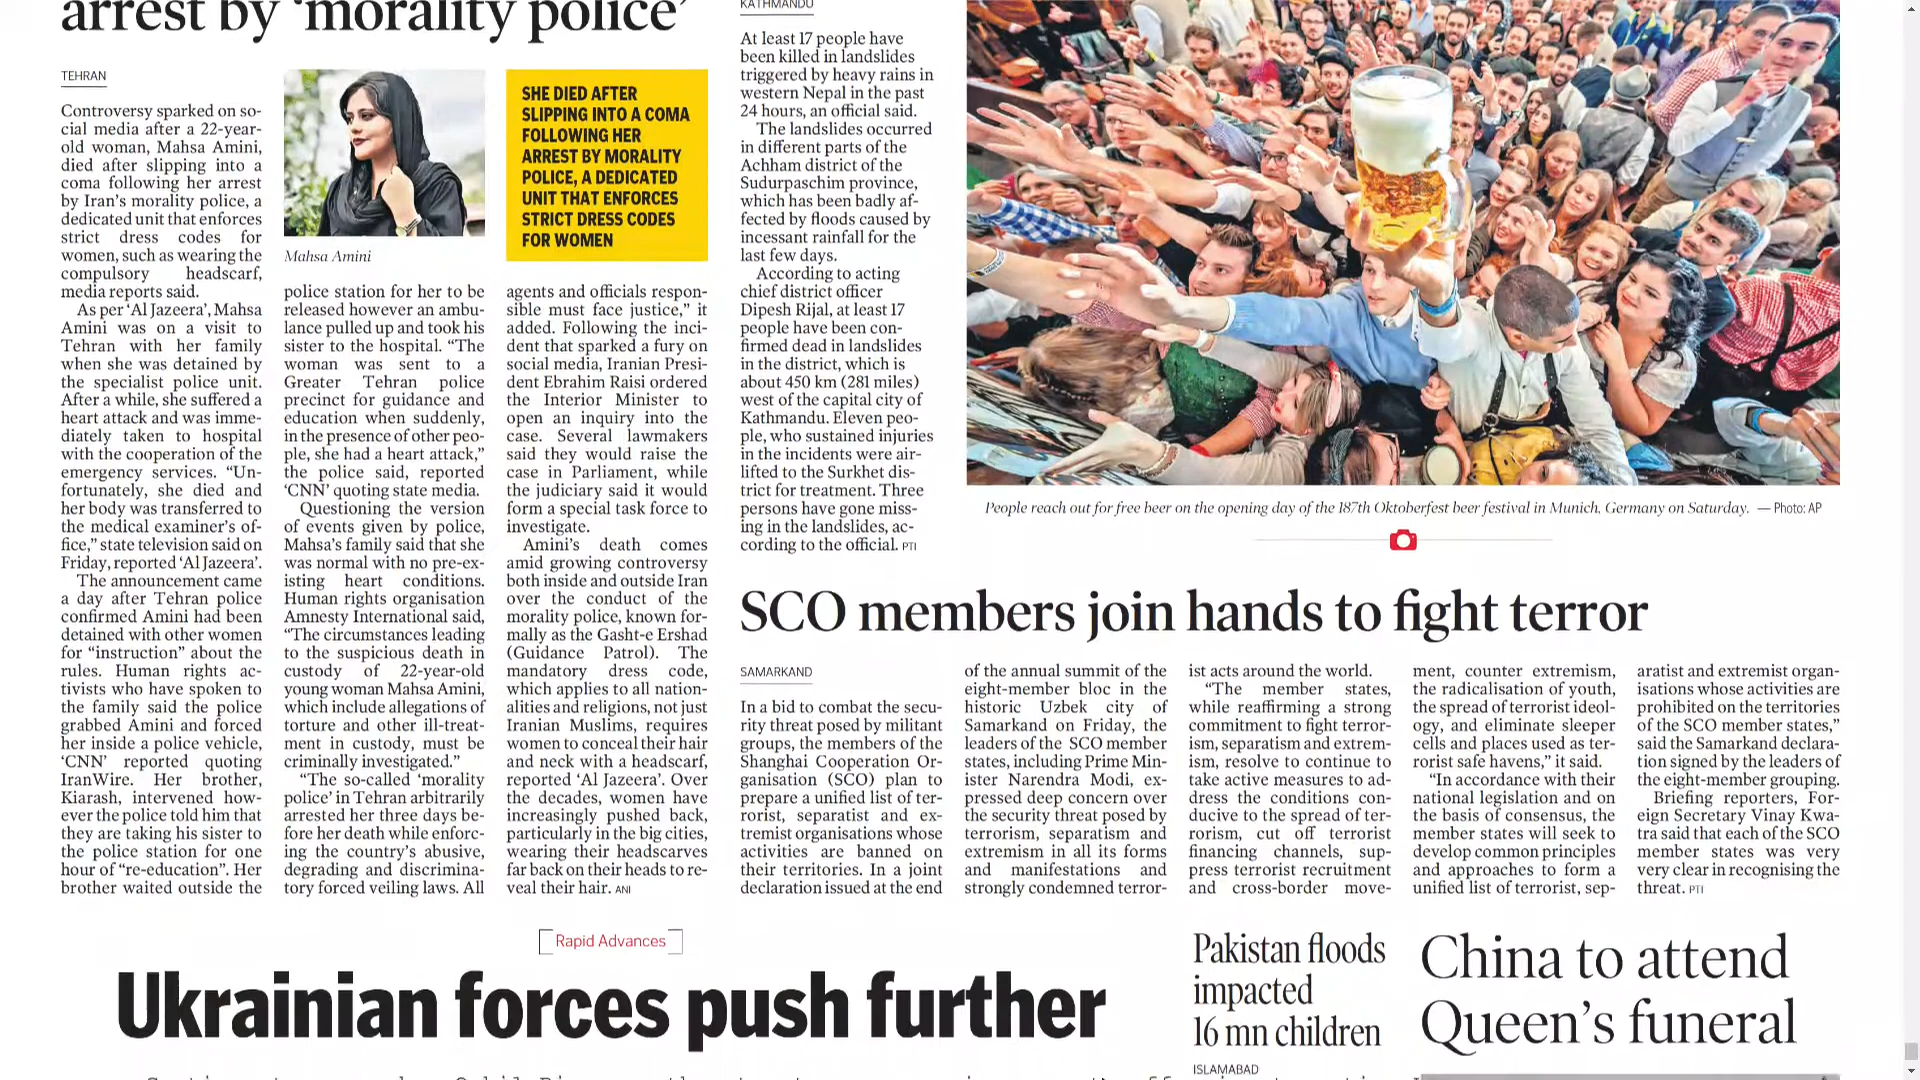 arrest by ‘morality police’
TEHRAN
Controversy sparked on so-
cial media after a 22-year-
old woman, Mahsa Amini,
died after slipping into a
coma following her arrest
by Iran’s morality police, a
dedicated unit that enforces
strict dress codes for
women, such as wearing the
compulsory headscarf,
media reports said.
As per ‘Al Jazeera’, Mahsa
Amini was on a visit to
Tehran with her family
when she was detained by
the specialist police unit.
After a while, she suffered a
heart attack and was imme-
diately taken to hospital
with the cooperation of the
emergency services. “Un-
fortunately, she died and
her body was transferred to
the medical examiner’s of-
fice,” state television said on
Friday, reported ‘Al Jazeera’.
The announcement came
a day after Tehran police
confirmed Amini had been
detained with other women
for “instruction” about the
rules. Human rights ac-
tivists who have spoken to
the family said the police
grabbed Amini and forced
her inside a police vehicle,
‘CNN’ reported quoting
IranWire. Her brother,
Kiarash, intervened how-
ever the police told him that
they are taking his sister to
the police station for one
hour of “re-education”. Her
brother waited outside the
Mahsa Amini
police station for her to be
released however an ambu-
lance pulled up and took his
sister to the hospital. “The
woman was sent to a
Greater Tehran police
precinct for guidance and
education when suddenly,
in the presence of other peo-
ple, she had a heart attack,”
the police said, reported
‘CNN’ quoting state media.
Questioning the version
of events given by police,
Mahsa’s family said that she
was normal with no pre-ex-
isting heart conditions.
Human rights organisation
Amnesty International said,
“The circumstances leading
to the suspicious death in
custody of 22-year-old
young woman Mahsa Amini,
which include allegations of
torture and other ill-treat-
ment in custody, must be
criminally investigated.”
“The so-called ‘morality
police’ in Tehran arbitrarily
arrested her three days be-
fore her death while enforc-
ing the country’s abusive,
degrading and discrimina-
tory forced veiling laws. All
SHE DIED AFTER
SLIPPING INTO A COMA
FOLLOWING HER
ARREST BY MORALITY
POLICE, A DEDICATED
UNIT THAT ENFORCES
STRICT DRESS CODES
FOR WOMEN
agents and officials respon-
sible must face justice,” it
added. Following the inci-
dent that sparked a fury on
social media, Iranian Presi-
dent Ebrahim Raisi ordered
the Interior Minister to
open an inquiry into the
case. Several lawmakers
said they would raise the
case in Parliament, while
the judiciary said it would
form a special task force to
investigate.
Amini’s death comes
amid growing controversy
both inside and outside Iran
over the conduct of the
morality police, known for-
mally as the Gasht-e Ershad
(Guidance Patrol). The
mandatory dress code,
which applies to all nation-
alities and religions, not just
Iranian Muslims, requires
women to conceal their hair
and neck with a headscarf,
reported ‘Al Jazeera’. Over
the decades, women have
increasingly pushed back,
particularly in the big cities,
wearing their headscarves
far back on their heads to re-
veal their hair. ANI
KATHMANDU
At least 17 people have
been killed in landslides
triggered by heavy rains in
western Nepal in the past
24 hours, an official said.
The landslides occurred
in different parts of the
Achham district of the
Sudurpaschim province,
which has been badly af-
fected by floods caused by
incessant rainfall for the
last few days.
According to acting
chief district officer
Dipesh Rijal, at least 17
people have been con-
firmed dead in landslides
in the district, which is
about 450 km (281 miles)
west of the capital city of
Kathmandu. Eleven peo-
ple, who sustained injuries
in the incidents were air-
lifted to the Surkhet dis-
trict for treatment. Three
persons have gone miss-
ing in the landslides, ac-
cording to the official. PTI
People reach out for free beer on the opening day of the 187th Oktoberfest beer festival in Munich, Germany on Saturday. — Photo: AP
SCO members join hands to fight terror
SAMARKAND
In a bid to combat the secu-
rity threat posed by militant
groups, the members of the
Shanghai Cooperation Or-
ganisation (SCO) plan to
prepare a unified list of ter-
rorist, separatist and ex-
tremist organisations whose
activities are banned on
their territories. In a joint
declaration issued at the end
of the annual summit of the
eight-member bloc in the
historic Uzbek city of
Samarkand on Friday, the
leaders of the SCO member
states, including Prime Min-
ister Narendra Modi, ex-
pressed deep concern over
the security threat posed by
terrorism, separatism and
extremism in all its forms
and manifestations and
strongly condemned terror-
ist acts around the world.
“The member states,
while reaffirming a strong
commitment to fight terror-
ism, separatism and extrem-
ism, resolve to continue to
take active measures to ad-
dress the conditions con-
ducive to the spread of ter-
rorism, cut off terrorist
financing channels, sup-
press terrorist recruitment
and cross-border move-
ment, counter extremism,
the radicalisation of youth,
the spread of terrorist ideol-
ogy, and eliminate sleeper
cells and places used as ter-
rorist safe havens,” it said.
“In accordance with their
national legislation and on
the basis of consensus, the
member states will seek to
develop common principles
and approaches to form a
unified list of terrorist, sep-
aratist and extremist organ-
isations whose activities are
prohibited on the territories
of the SCO member states,”
said the Samarkand declara-
tion signed by the leaders of
the eight-member grouping.
Briefing reporters, For-
eign Secretary Vinay Kwa-
tra said that each of the SCO
member states was very
very clear in recognising the
threat. PTI
Rapid Advances
Ukrainian forces push further
Pakistan floods
impacted
16 mn children
ISLAMABAD
China to attend
Queen’s funeral